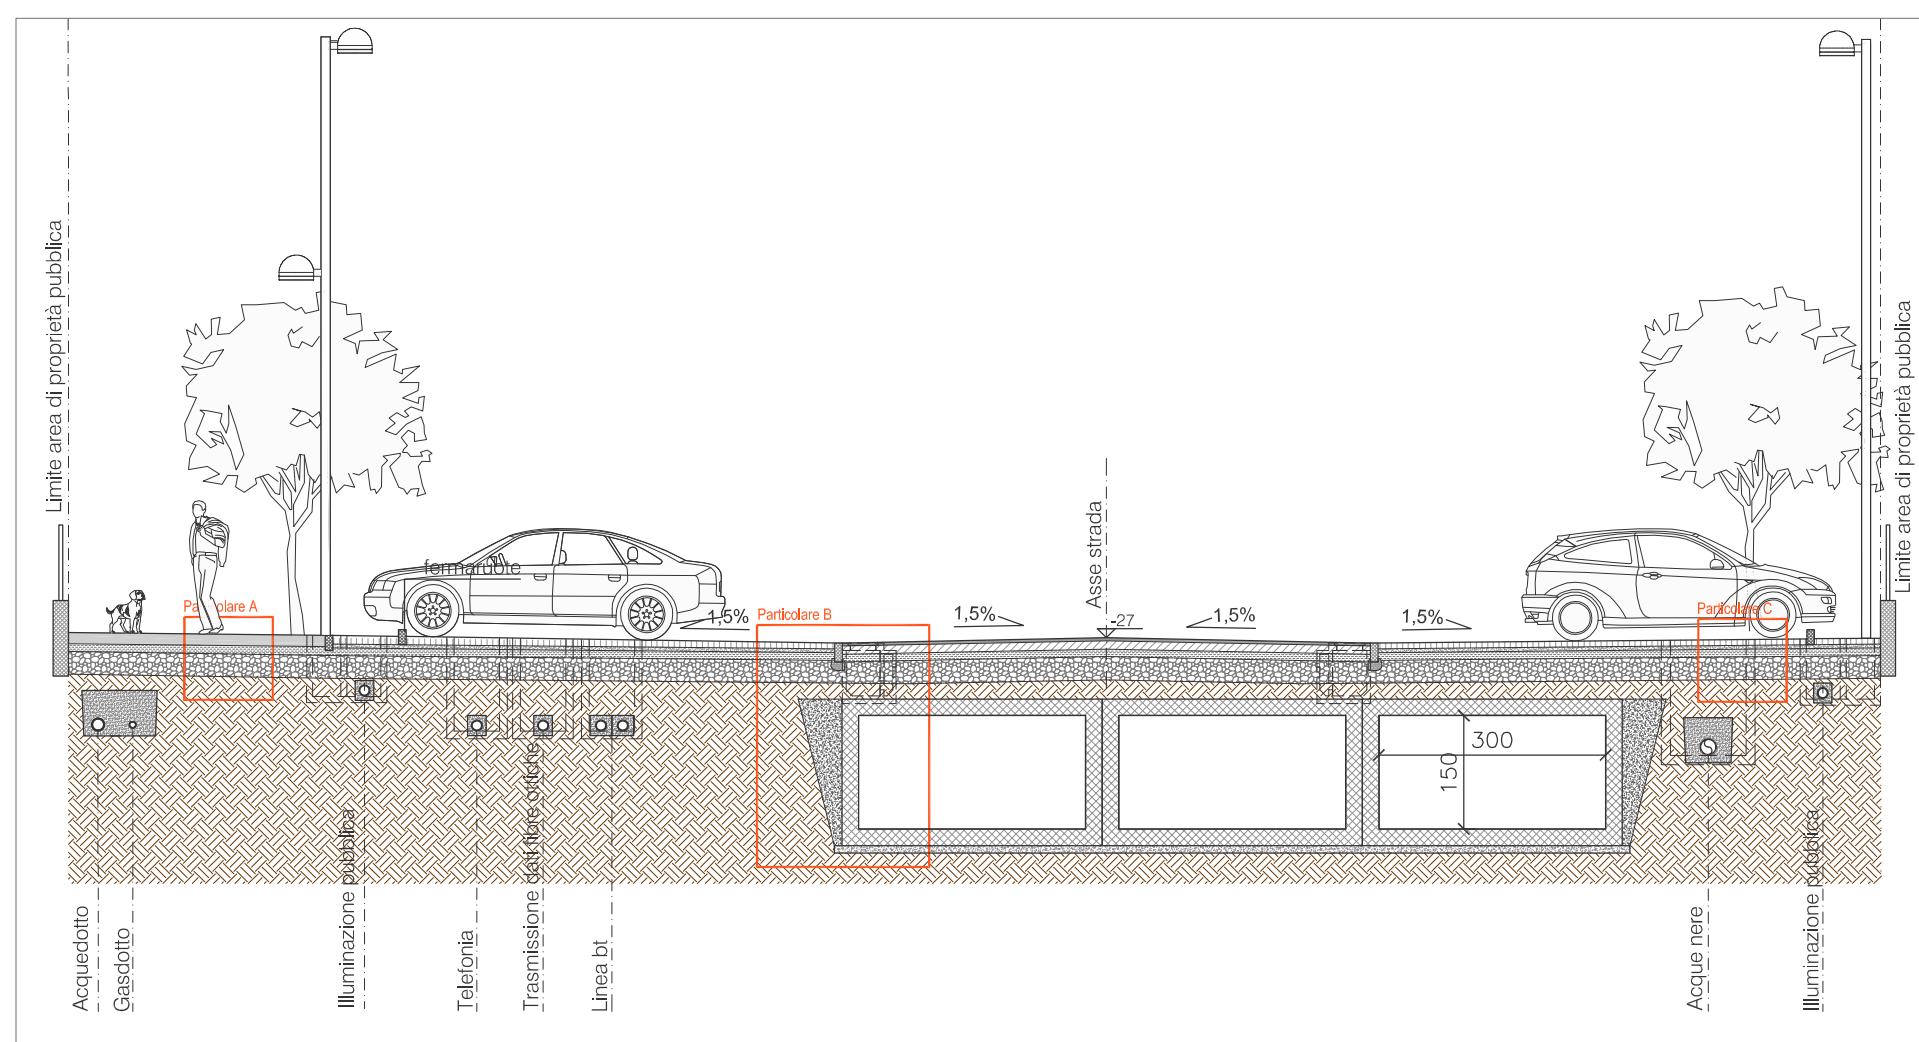 Limite area di proprietà pubblica
Limite area di proprietà pubblica
Asse strada
fermaruote
Particolare A
Particolare B
Particolare C
1,5%
1,5%
-27
1,5%
1,5%
300
150
Acquedotto
Gasdotto
Illuminazione pubblica
Telefonia
Trasmissione dati fibre ottiche
Linea bt
Acque nere
Illuminazione pubblica